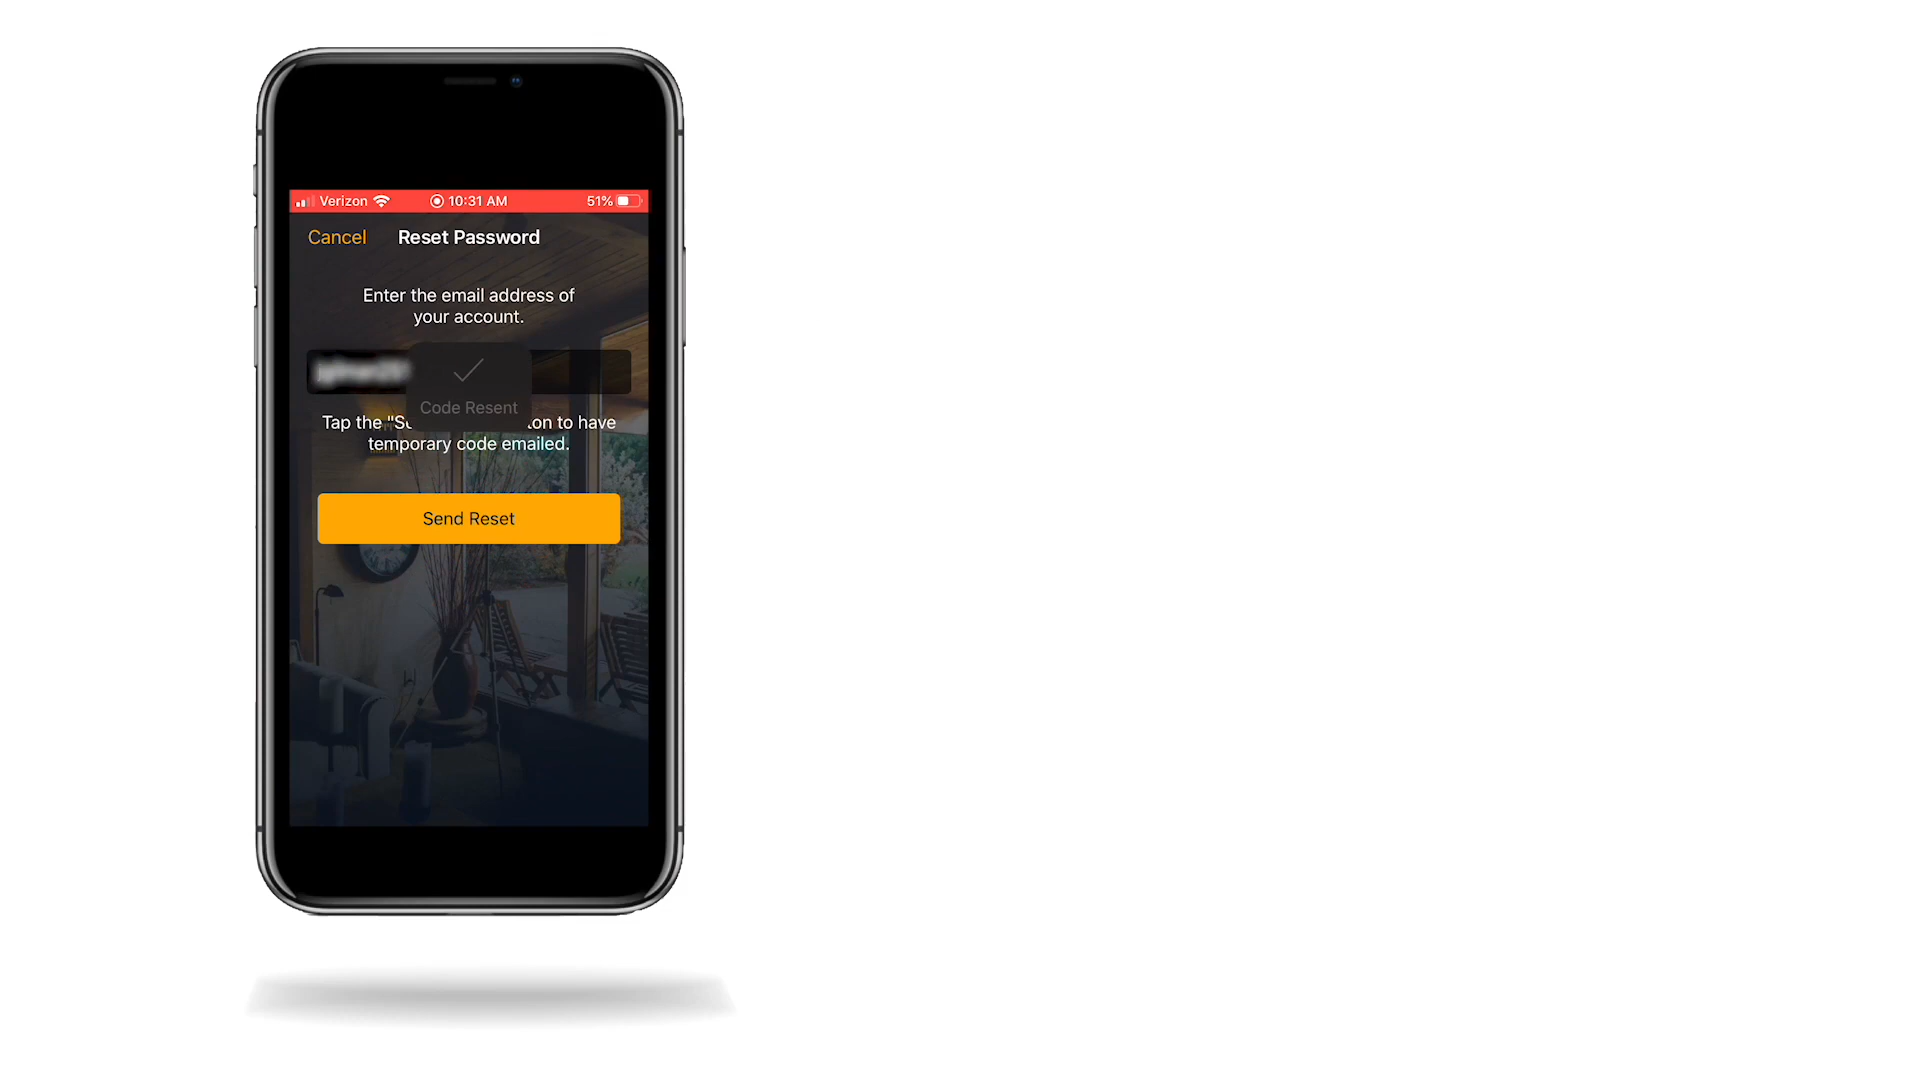 Verizon 10:31 AM 51%
Cancel Reset Password
Enter the email address of
your account.
Code Resent
Tap the "Se on to have
temporary code emailed.
Send Reset